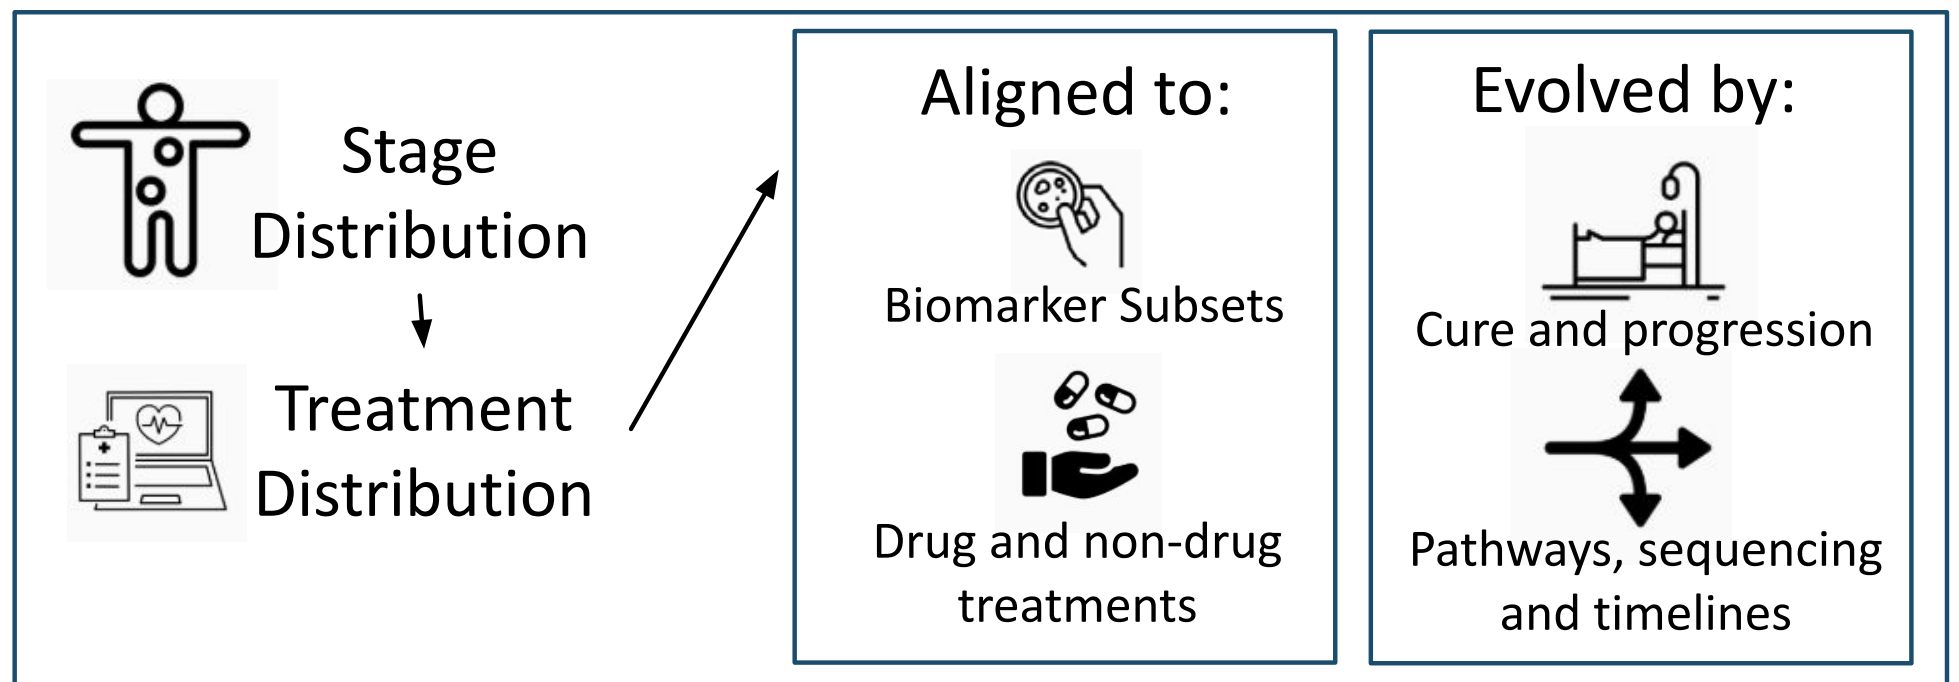 Stage
Distribution
Treatment
Distribution
Aligned to:
Biomarker Subsets
Drug and non-drug
treatments
Evolved by:
Cure and progression
Pathways, sequencing
and timelines